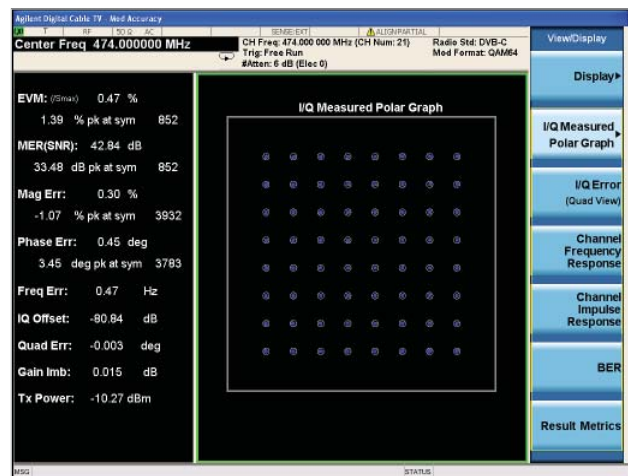 Agilent Digital Cable TV - Mod Accuracy
T RF 50 Ω AC SENSE:EXT ALIGN PARTIAL
Center Freq 474.000000 MHz
CH Freq: 474.000 000 MHz (CH Num: 21) Radio Std: DVB-C
Trig: Free Run Mod Format: QAM64
#Atten: 6 dB (Elec 0)
EVM: (/Smax) 0.47 %
1.39 % pk at sym 852
MER(SNR): 42.84 dB
33.48 dB pk at sym 852
Mag Err: 0.30 %
-1.07 % pk at sym 3932
Phase Err: 0.45 deg
3.45 deg pk at sym 3783
Freq Err: 0.47 Hz
IQ Offset: -80.84 dB
Quad Err: -0.003 deg
Gain Imb: 0.015 dB
Tx Power: -10.27 dBm
I/Q Measured Polar Graph
View/Display
Display
I/Q Measured
Polar Graph
I/Q Error
(Quad View)
Channel
Frequency
Response
Channel
Impulse
Response
BER
Result Metrics
MSG STATUS